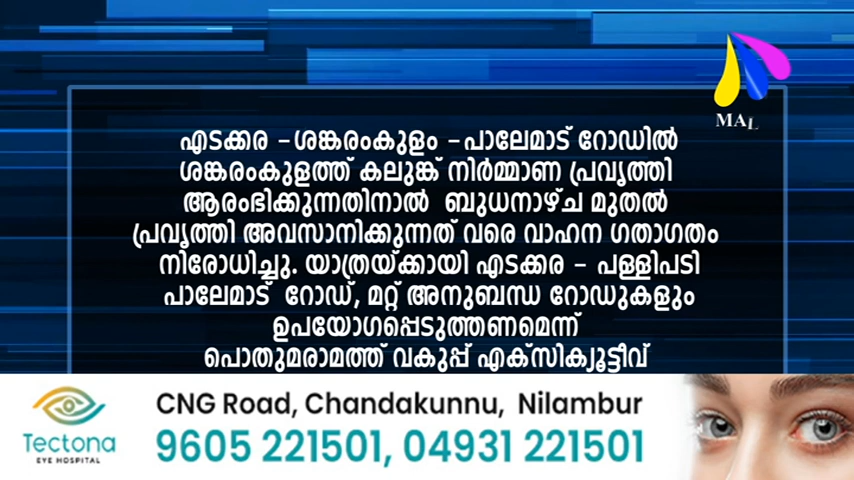 MAL
എടക്കര -ശങ്കരംകുളം -പാലേമാട് റോഡിൽ
ശങ്കരംകുളത്ത് കലുങ്ക് നിർമ്മാണ പ്രവൃത്തി
ആരംഭിക്കുന്നതിനാൽ ബുധനാഴ്ച മുതൽ
പ്രവൃത്തി അവസാനിക്കുന്നത് വരെ വാഹന ഗതാഗതം
നിരോധിച്ചു. യാത്രയ്ക്കായി എടക്കര - പള്ളിപടി
പാലേമാട് റോഡ്, മറ്റ് അനുബന്ധ റോഡുകളും
ഉപയോഗപ്പെടുത്തണമെന്ന്
പൊതുമരാമത്ത് വകുപ്പ് എക്സിക്യൂട്ടീവ്
CNG Road, Chandakunnu, Nilambur
9605 221501, 04931 221501
Tectona
EYE HOSPITAL